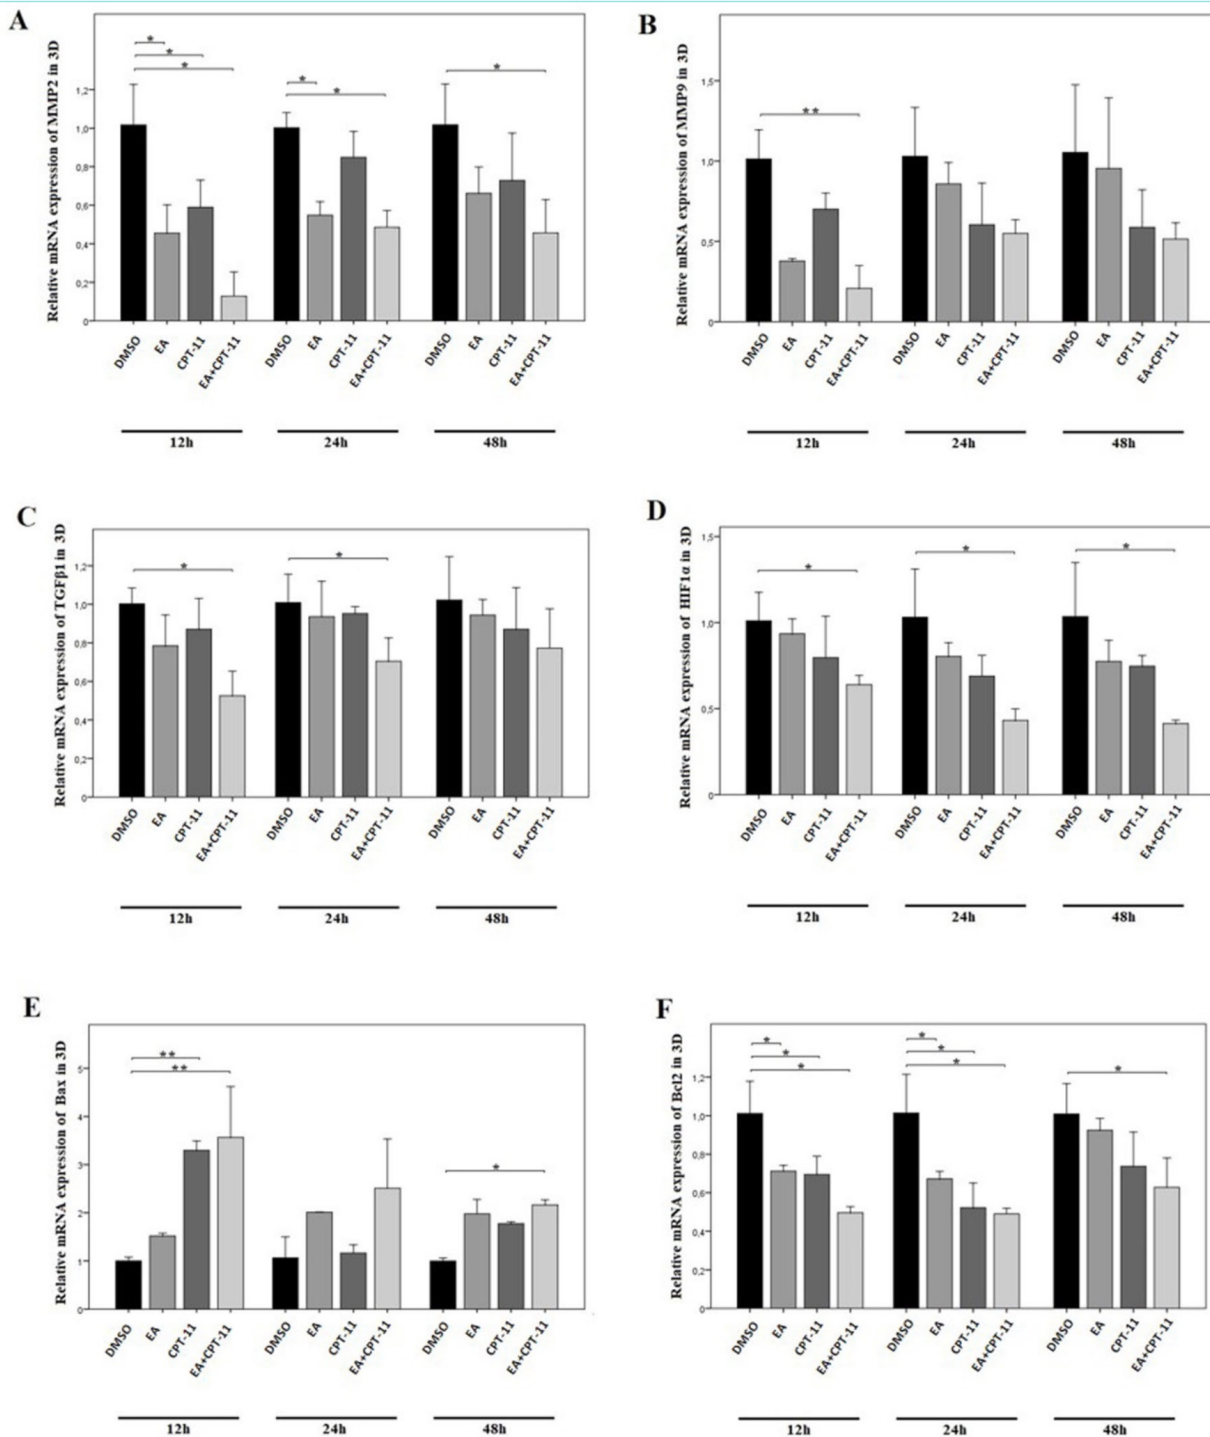 A
Relative mRNA expression of MMP2 in 3D
1,2
1,0
0,8
0,6
0,4
0,2
0
* * *
* *
*
DMSO EA CPT-11 EA+CPT-11
DMSO EA CPT-11 EA+CPT-11
DMSO EA CPT-11 EA+CPT-11
12h 24h 48h
B
Relative mRNA expression of MMP9 in 3D
1,5
1,0
0,5
0
**
DMSO EA CPT-11 EA+CPT-11
DMSO EA CPT-11 EA+CPT-11
DMSO EA CPT-11 EA+CPT-11
12h 24h 48h
C
Relative mRNA expression of TGFβ1 in 3D
1,2
1,0
0,8
0,6
0,4
0,2
0
*
*
DMSO EA CPT-11 EA+CPT-11
DMSO EA CPT-11 EA+CPT-11
DMSO EA CPT-11 EA+CPT-11
12h 24h 48h
D
Relative mRNA expression of HIF1α in 3D
1,5
1,0
0,5
0
*
*
*
DMSO EA CPT-11 EA+CPT-11
DMSO EA CPT-11 EA+CPT-11
DMSO EA CPT-11 EA+CPT-11
12h 24h 48h
E
Relative mRNA expression of Bax in 3D
5
4
3
2
1
0
** **
*
DMSO EA CPT-11 EA+CPT-11
DMSO EA CPT-11 EA+CPT-11
DMSO EA CPT-11 EA+CPT-11
12h 24h 48h
F
Relative mRNA expression of Bcl2 in 3D
1,2
1,0
0,8
0,6
0,4
0,2
0
* * *
* * *
*
DMSO EA CPT-11 EA+CPT-11
DMSO EA CPT-11 EA+CPT-11
DMSO EA CPT-11 EA+CPT-11
12h 24h 48h